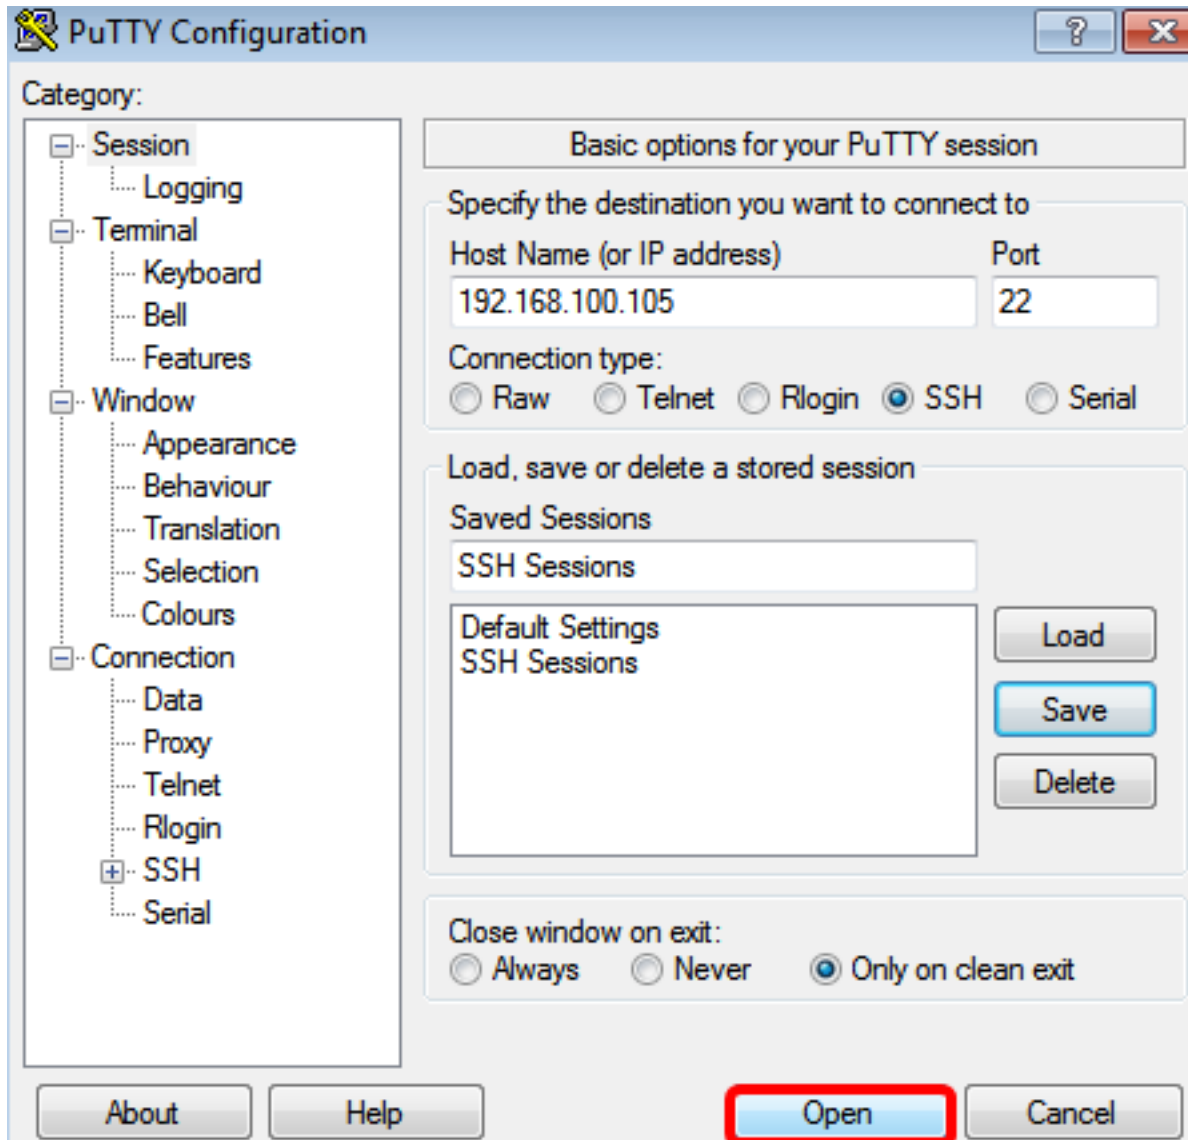 PuTTY Configuration
?
Category:
Session
Logging
Terminal
Keyboard
Bell
Features
Window
Appearance
Behaviour
Translation
Selection
Colours
Connection
Data
Proxy
Telnet
Rlogin
SSH
Serial
Basic options for your PuTTY session
Specify the destination you want to connect to
Host Name (or IP address) Port
192.168.100.105 22
Connection type:
Raw Telnet Rlogin SSH Serial
Load, save or delete a stored session
Saved Sessions
SSH Sessions
Default Settings
SSH Sessions
Load
Save
Delete
Close window on exit:
Always Never Only on clean exit
About Help Open Cancel